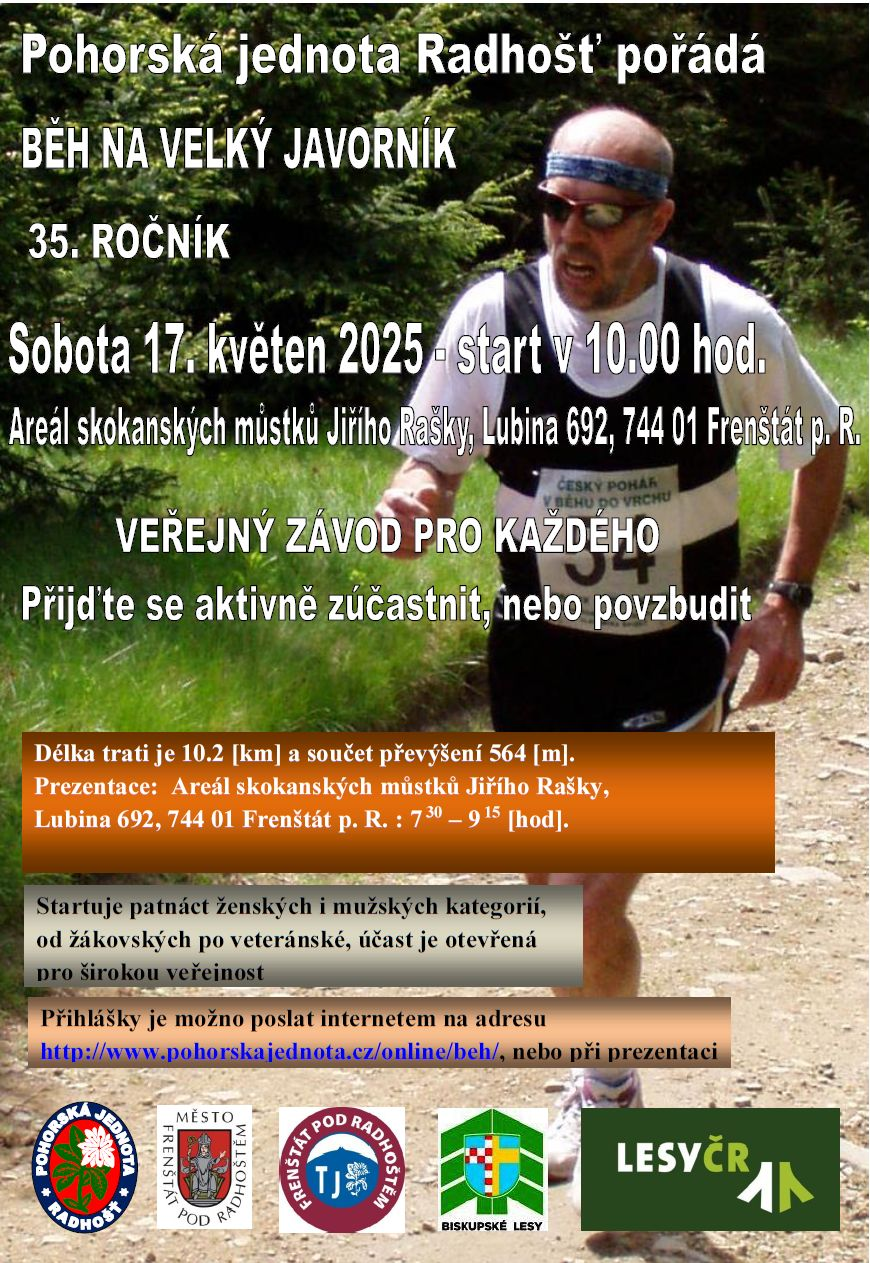 Pohorská jednota Radhošť pořádá
BĚH NA VELKÝ JAVORNÍK
35. ROČNÍK
Sobota 17. květen 2025 - start v 10.00 hod.
Areál skokanských můstků Jiřího Rašky, Lubina 692, 744 01 Frenštát p. R.
ČESKÝ POHÁR
V BĚHU DO VRCHU
54
VEŘEJNÝ ZÁVOD PRO KAŽDÉHO
Přijďte se aktivně zúčastnit, nebo povzbudit
Délka trati je 10.2 [km] a součet převýšení 564 [m].
Prezentace: Areál skokanských můstků Jiřího Rašky,
Lubina 692, 744 01 Frenštát p. R. : 7 30 – 9 15 [hod].
Startuje patnáct ženských i mužských kategorií,
od žákovských po veteránské, účast je otevřená
pro širokou veřejnost
Přihlášky je možno poslat internetem na adresu
http://www.pohorskajednota.cz/online/beh/, nebo při prezentaci
POHORSKÁ JEDNOTA
RADHOŠŤ
MĚSTO
FRENŠTÁT POD RADHOŠTĚM
FRENŠTÁT POD RADHOŠTĚM
TJ
BISKUPSKÉ LESY
LESY ČR